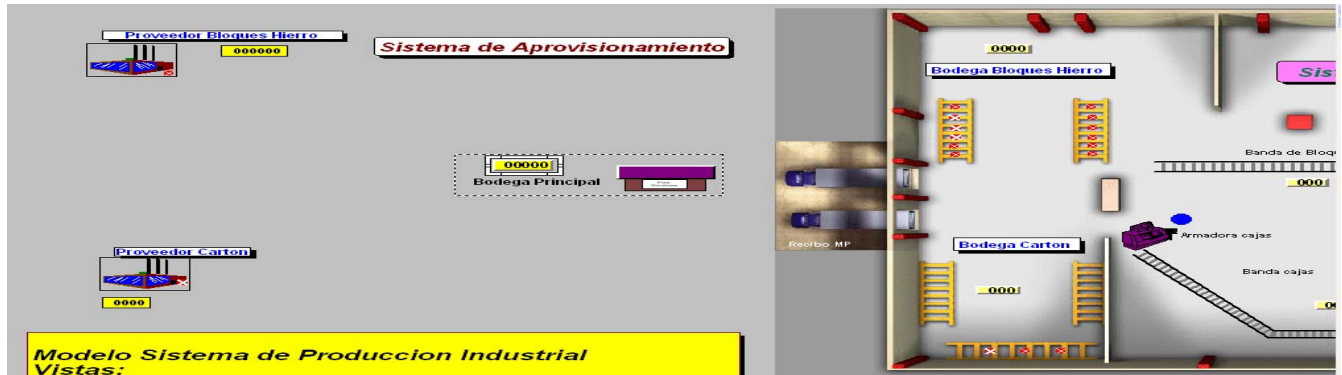 Proveedor Bloques Hierro
000000
Sistema de Aprovisionamiento
00000
Bodega Principal
Proveedor Carton
0000
Modelo Sistema de Produccion Industrial
Vistas:
0000
Bodega Bloques Hierro
Sis
Banda de Bloq
000
Recibo MP
Armadora cajas
Bodega Carton
Banda cajas
000